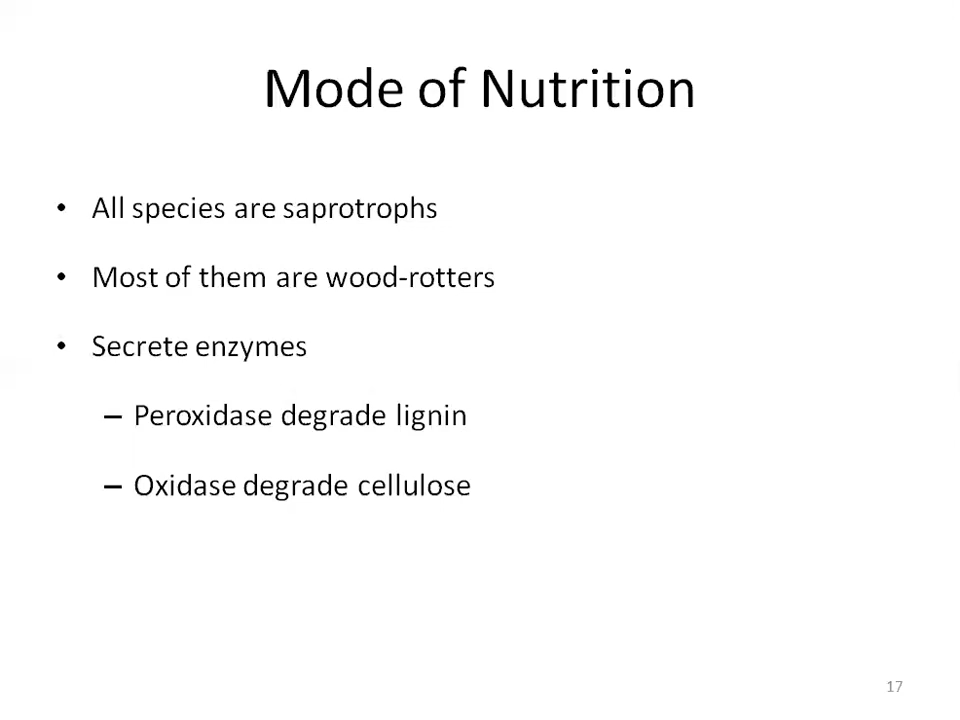 Mode of Nutrition
• All species are saprotrophs
• Most of them are wood-rotters
• Secrete enzymes
– Peroxidase degrade lignin
– Oxidase degrade cellulose
17